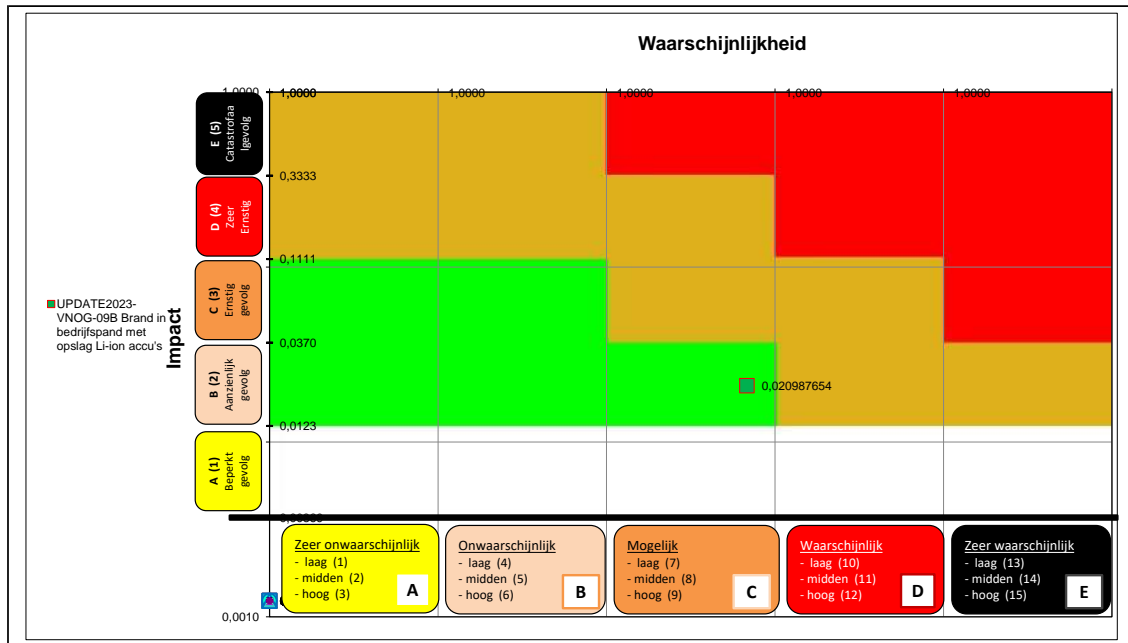 Waarschijnlijkheid
1,0000
1,0000
1,0000
1,0000
1,0000
1,0000
0,3333
0,1111
0,0370
0,0123
0,0010
0,020987654
UPDATE2023-
VNOG-09B Brand in
bedrijfspand met
opslag Li-ion accu's
Impact
E (5)
Catastrofaa
lgevolg
D (4)
Zeer
Ernstig
C (3)
Ernstig
gevolg
B (2)
Aanzienlijk
gevolg
A (1)
Beperkt
gevolg
Zeer onwaarschijnlijk
- laag (1)
- midden (2)
- hoog (3)
A
Onwaarschijnlijk
- laag (4)
- midden (5)
- hoog (6)
B
Mogelijk
- laag (7)
- midden (8)
- hoog (9)
C
Waarschijnlijk
- laag (10)
- midden (11)
- hoog (12)
D
Zeer waarschijnlijk
- laag (13)
- midden (14)
- hoog (15)
E